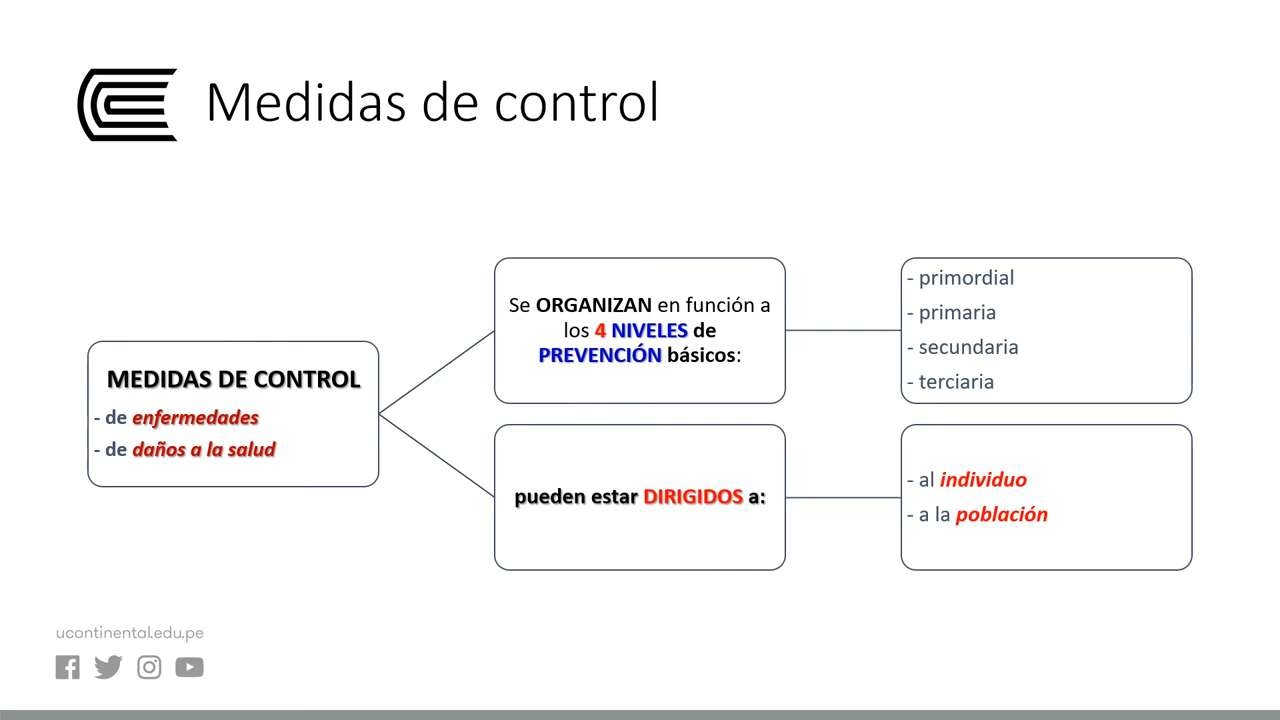 Medidas de control
MEDIDAS DE CONTROL
- de enfermedades
- de daños a la salud
Se ORGANIZAN en función a
los 4 NIVELES de
PREVENCIÓN básicos:
- primordial
- primaria
- secundaria
- terciaria
pueden estar DIRIGIDOS a:
- al individuo
- a la población
ucontinental.edu.pe